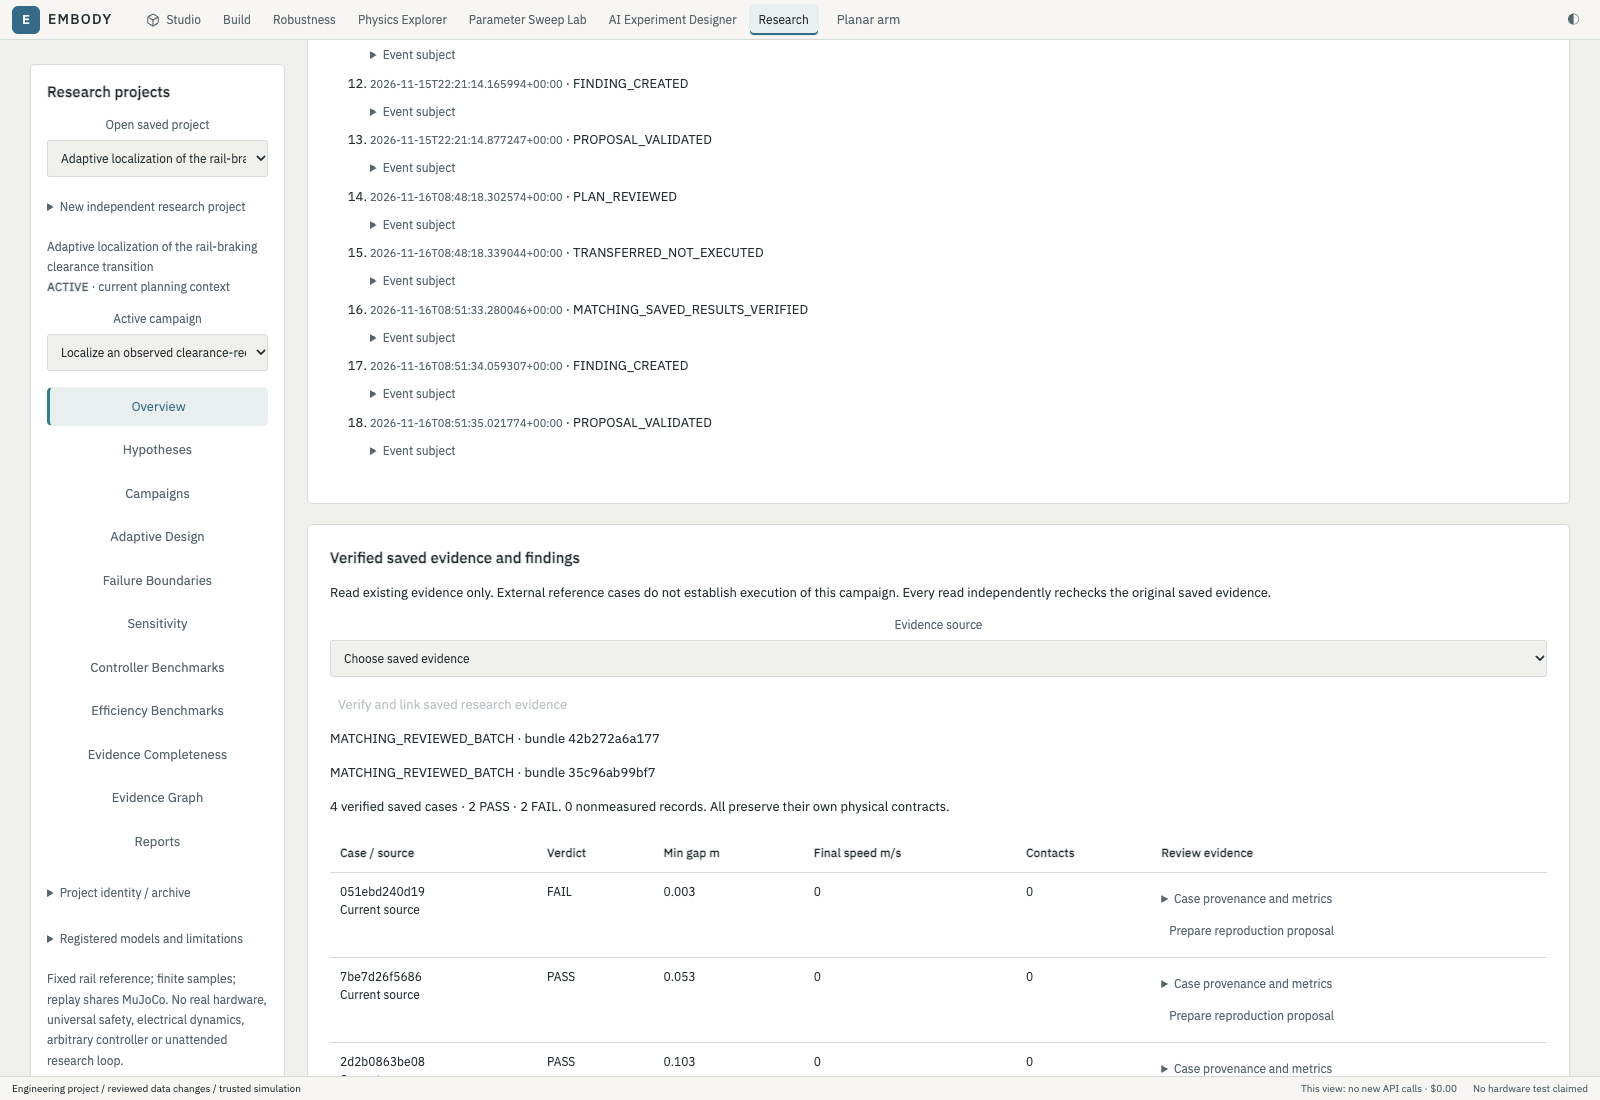 E EMBODY Studio Build Robustness Physics Explorer Parameter Sweep Lab AI Experiment Designer Research Planar arm
Research projects
Open saved project
Adaptive localization of the rail-bra
New independent research project
Adaptive localization of the rail-braking
clearance transition
ACTIVE · current planning context
Active campaign
Localize an observed clearance-re
Overview
Hypotheses
Campaigns
Adaptive Design
Failure Boundaries
Sensitivity
Controller Benchmarks
Efficiency Benchmarks
Evidence Completeness
Evidence Graph
Reports
Project identity / archive
Registered models and limitations
Fixed rail reference; finite samples;
replay shares MuJoCo. No real hardware,
universal safety, electrical dynamics,
arbitrary controller or unattended
research loop.
Event subject
12. 2026-11-15T22:21:14.165994+00:00 · FINDING_CREATED
Event subject
13. 2026-11-15T22:21:14.877247+00:00 · PROPOSAL_VALIDATED
Event subject
14. 2026-11-16T08:48:18.302574+00:00 · PLAN_REVIEWED
Event subject
15. 2026-11-16T08:48:18.339044+00:00 · TRANSFERRED_NOT_EXECUTED
Event subject
16. 2026-11-16T08:51:33.280046+00:00 · MATCHING_SAVED_RESULTS_VERIFIED
Event subject
17. 2026-11-16T08:51:34.059307+00:00 · FINDING_CREATED
Event subject
18. 2026-11-16T08:51:35.021774+00:00 · PROPOSAL_VALIDATED
Event subject
Verified saved evidence and findings
Read existing evidence only. External reference cases do not establish execution of this campaign. Every read independently rechecks the original saved evidence.
Evidence source
Choose saved evidence
Verify and link saved research evidence
MATCHING_REVIEWED_BATCH · bundle 42b272a6a177
MATCHING_REVIEWED_BATCH · bundle 35c96ab99bf7
4 verified saved cases · 2 PASS · 2 FAIL. 0 nonmeasured records. All preserve their own physical contracts.
Case / source Verdict Min gap m Final speed m/s Contacts Review evidence
051ebd240d19 FAIL 0.003 0 0 Case provenance and metrics
Current source
Prepare reproduction proposal
7be7d26f5686 PASS 0.053 0 0 Case provenance and metrics
Current source
Prepare reproduction proposal
2d2b0863be08 PASS 0.103 0 0 Case provenance and metrics
Engineering project / reviewed data changes / trusted simulation
This view: no new API calls · $0.00 No hardware test claimed